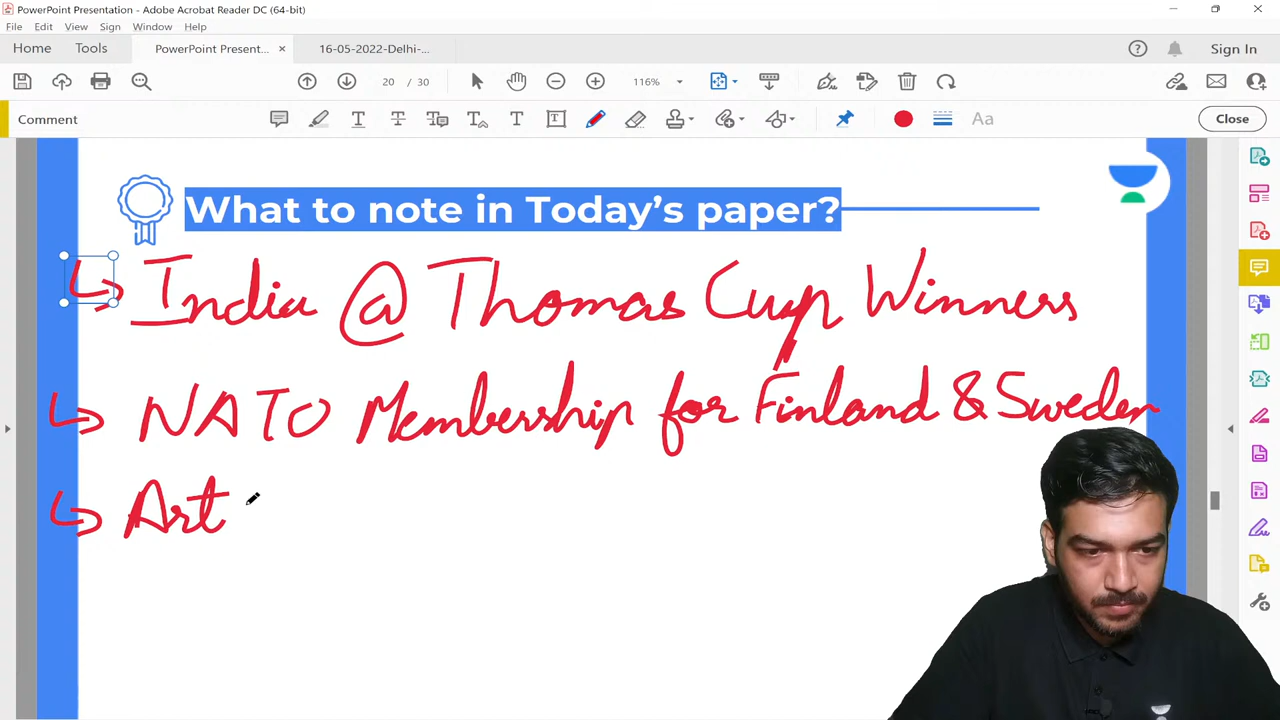 PowerPoint Presentation - Adobe Acrobat Reader DC (64-bit)
File Edit View Sign Window Help
Home Tools PowerPoint Present... × 16-05-2022-Delhi-... Sign In
20 / 30 116%
Comment Aa Close
What to note in Today's paper?
India @ Thomas Cup Winners
NATO Membership for Finland & Sweden
Art